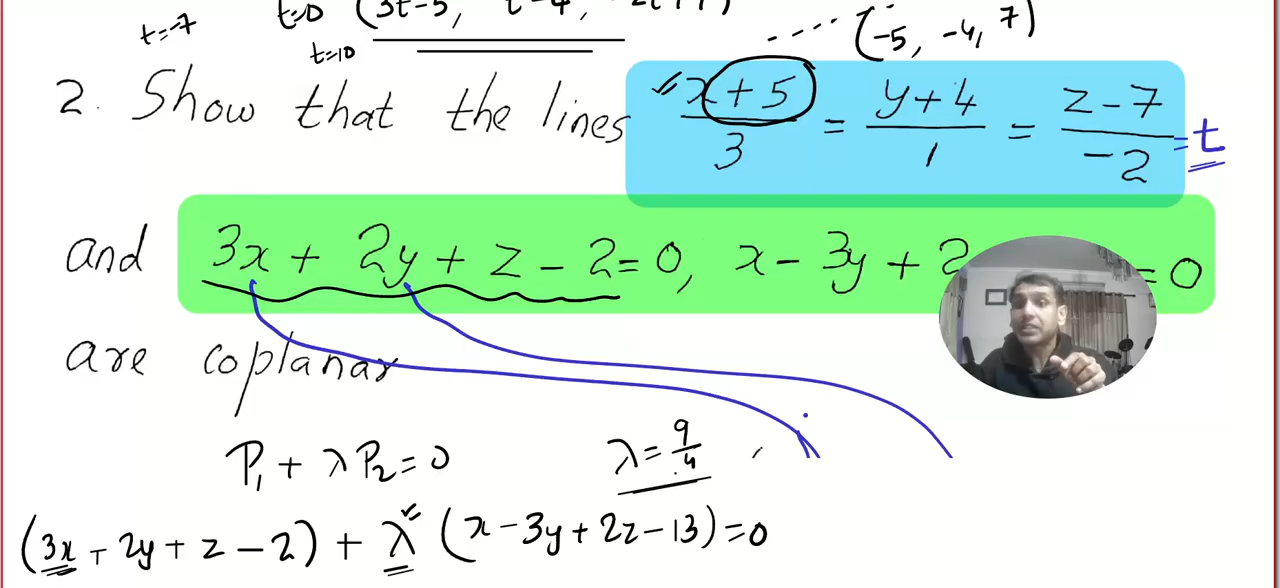 t=-7 t=0 (3t-5, t-4, -2t+7)
t=10 (-5, -4, 7)
2. Show that the lines x+5/3 = y+4/1 = z-7/-2 = t
and 3x + 2y + z - 2 = 0, x - 3y + 2 = 0
are coplanar
P₁ + λP₂ = 0 λ = 9/4
(3x + 2y + z - 2) + λ (x - 3y + 2z - 13) = 0